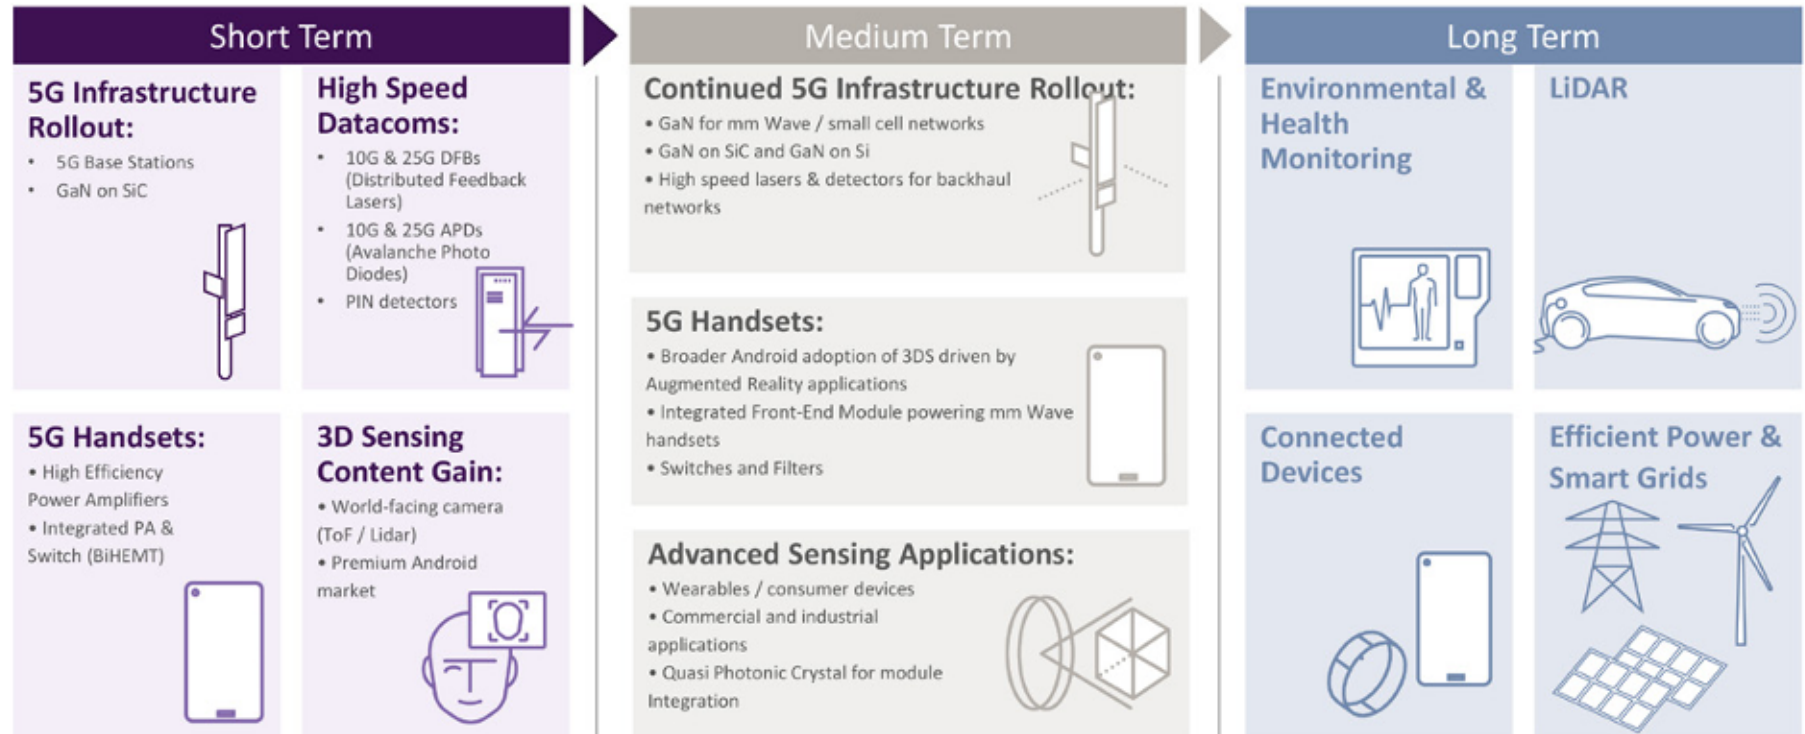 Short Term
5G Infrastructure
Rollout:
• 5G Base Stations
• GaN on SiC
High Speed
Datacoms:
• 10G & 25G DFBs
(Distributed Feedback
Lasers)
• 10G & 25G APDs
(Avalanche Photo
Diodes)
• PIN detectors
5G Handsets:
• High Efficiency
Power Amplifiers
• Integrated PA &
Switch (BiHEMT)
3D Sensing
Content Gain:
• World-facing camera
(ToF / Lidar)
• Premium Android
market
Medium Term
Continued 5G Infrastructure Rollout:
• GaN for mm Wave / small cell networks
• GaN on SiC and GaN on Si
• High speed lasers & detectors for backhaul
networks
5G Handsets:
• Broader Android adoption of 3DS driven by
Augmented Reality applications
• Integrated Front-End Module powering mm Wave
handsets
• Switches and Filters
Advanced Sensing Applications:
• Wearables / consumer devices
• Commercial and industrial
applications
• Quasi Photonic Crystal for module
Integration
Long Term
Environmental &
Health
Monitoring
LiDAR
Connected
Devices
Efficient Power &
Smart Grids